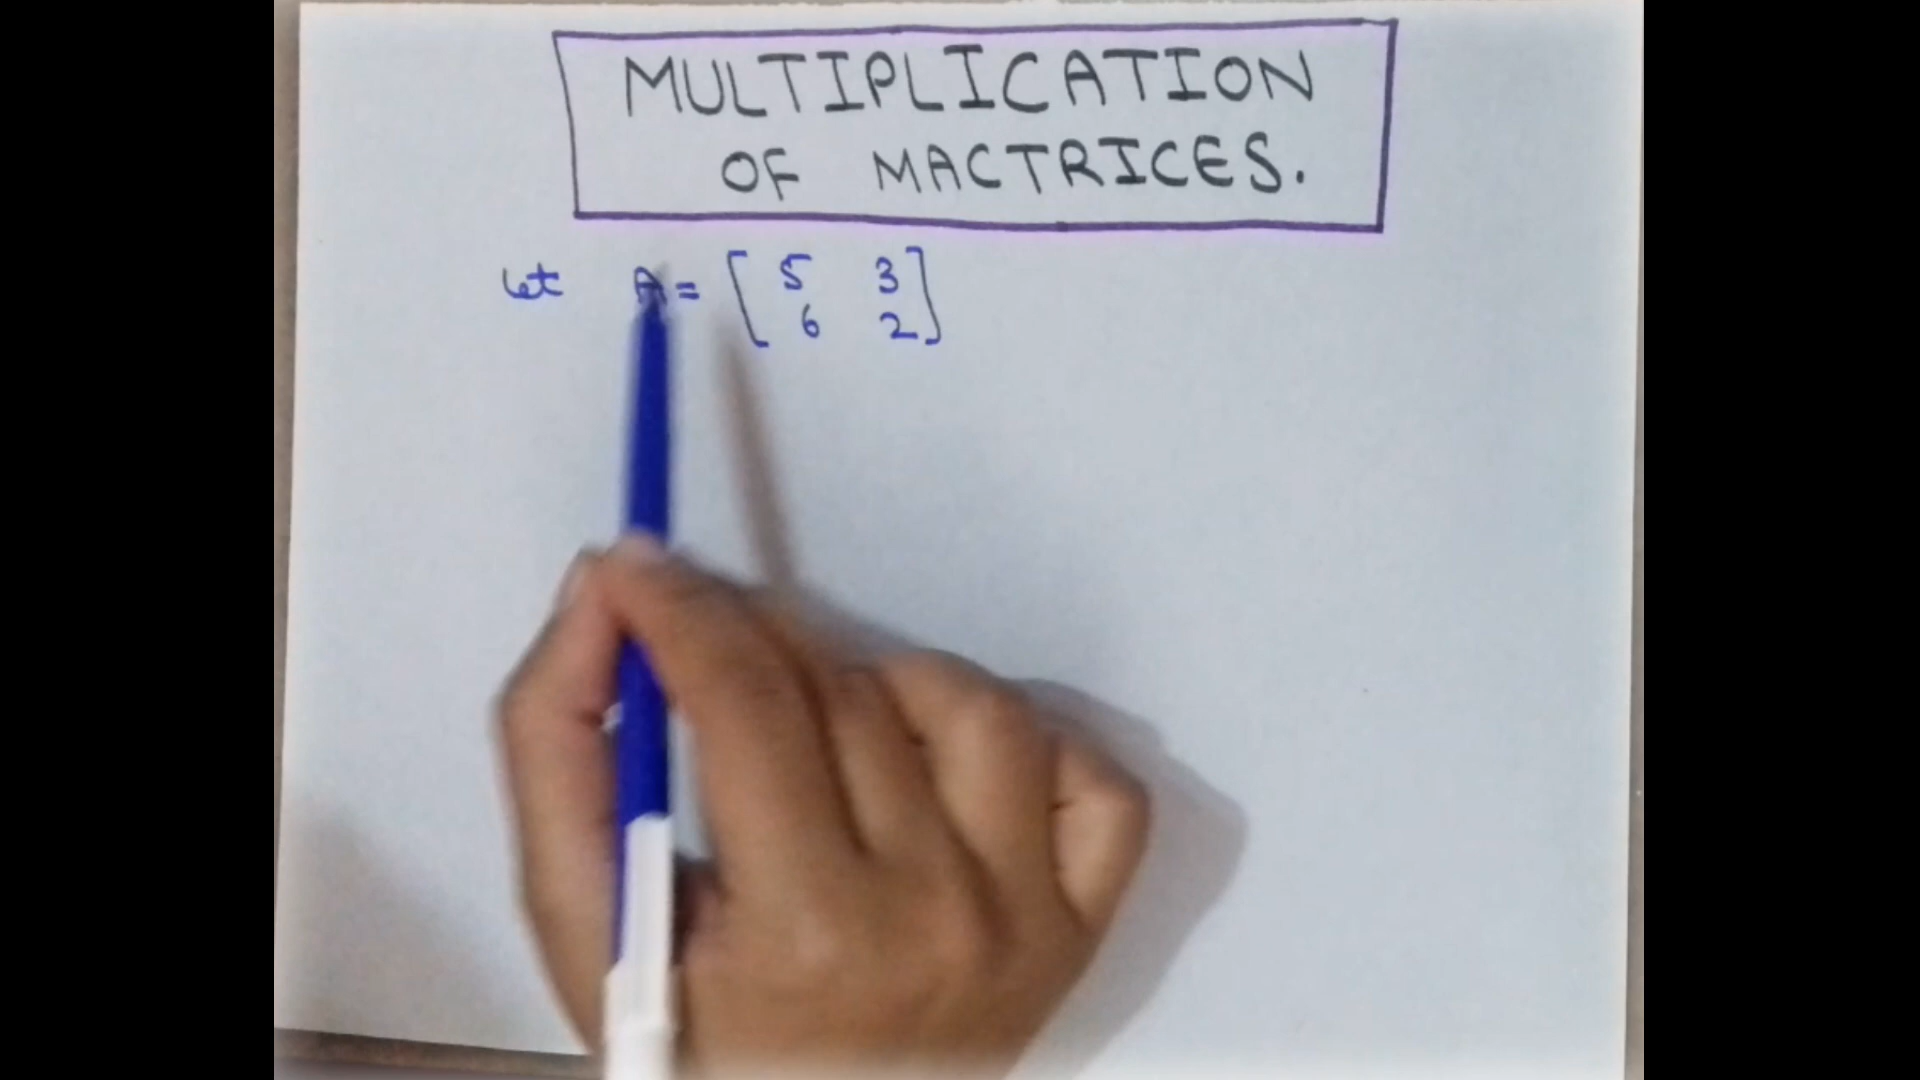 MULTIPLICATION
OF MACTRICES.
let A = [ 5 3
6 2 ]